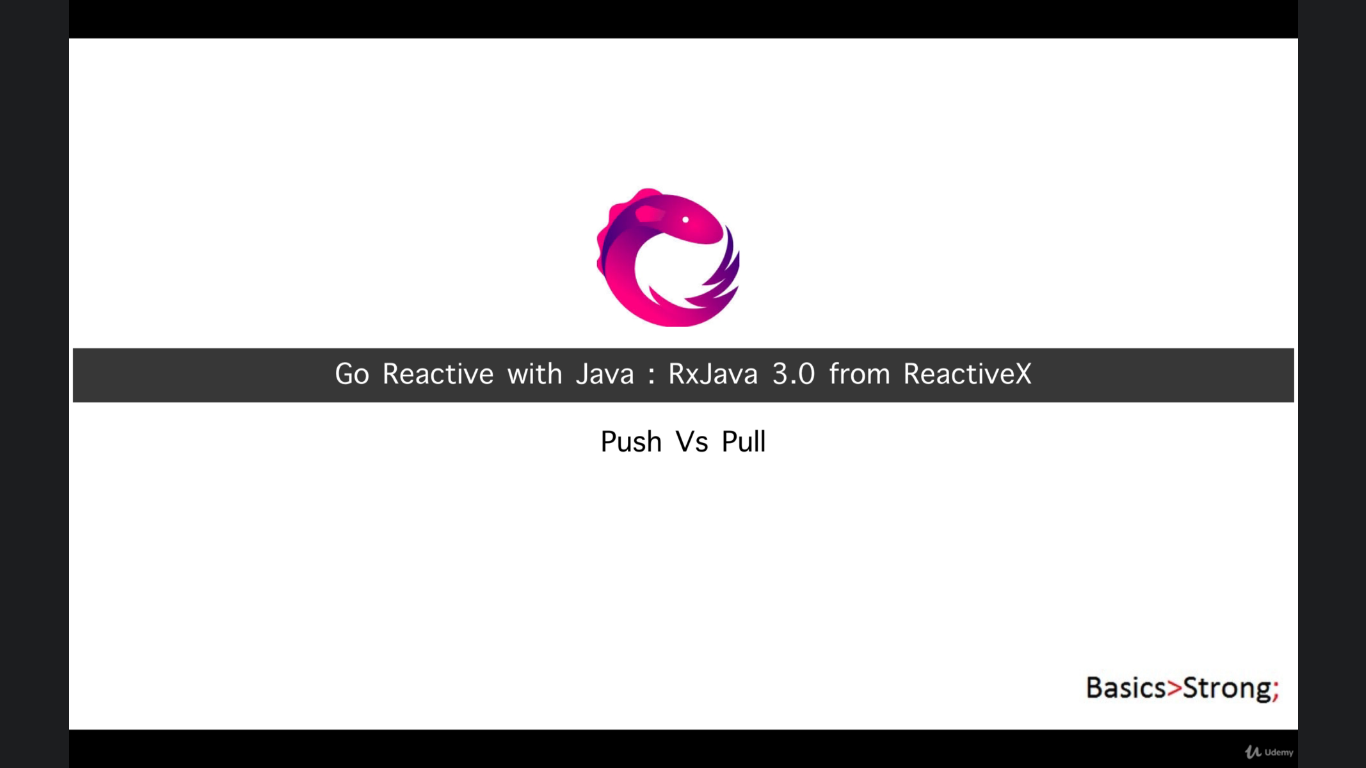 Go Reactive with Java : RxJava 3.0 from ReactiveX
Push Vs Pull
Basics>Strong;
Udemy